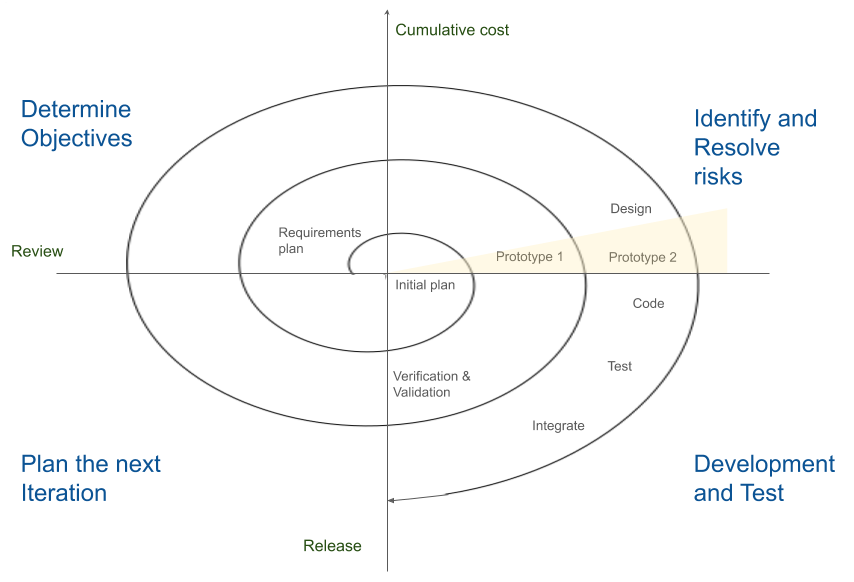 Cumulative cost
Determine
Objectives
Identify and
Resolve
risks
Design
Requirements
plan
Review
Prototype 1
Prototype 2
Initial plan
Code
Test
Verification &
Validation
Integrate
Plan the next
Iteration
Development
and Test
Release